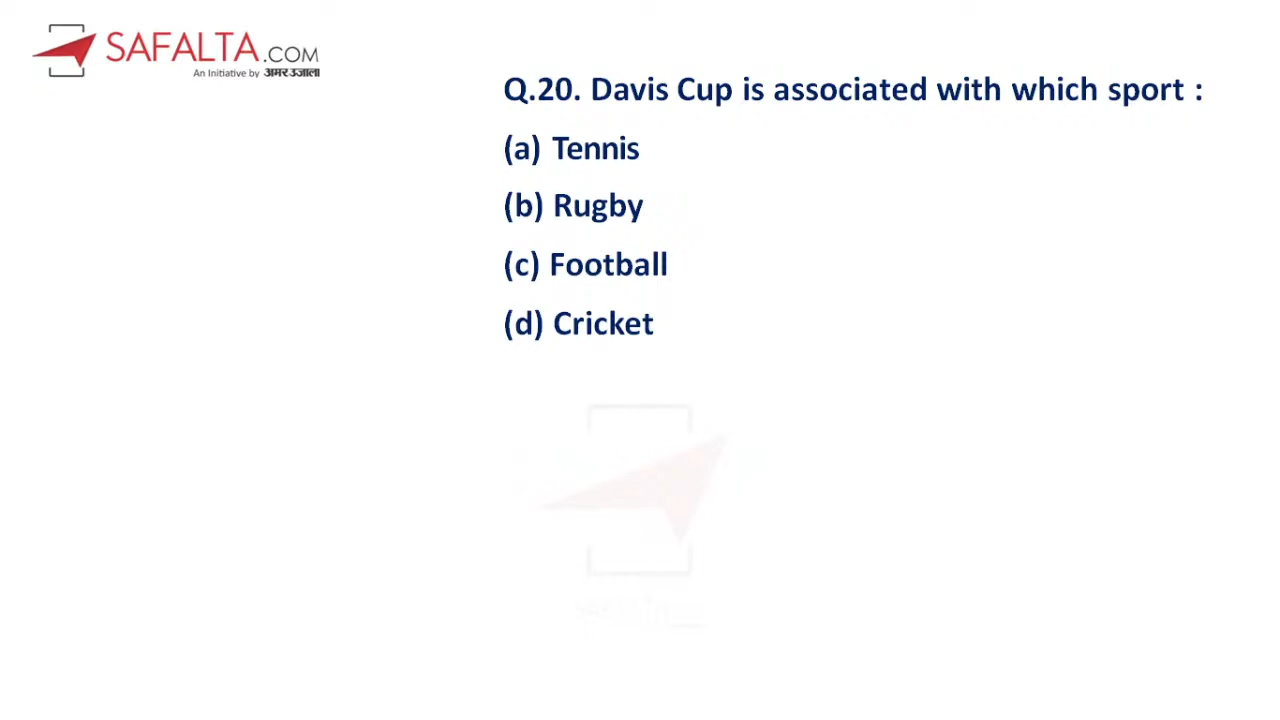 SAFALTA.COM
An Initiative by अमर उजाला
Q.20. Davis Cup is associated with which sport :
(a) Tennis
(b) Rugby
(c) Football
(d) Cricket